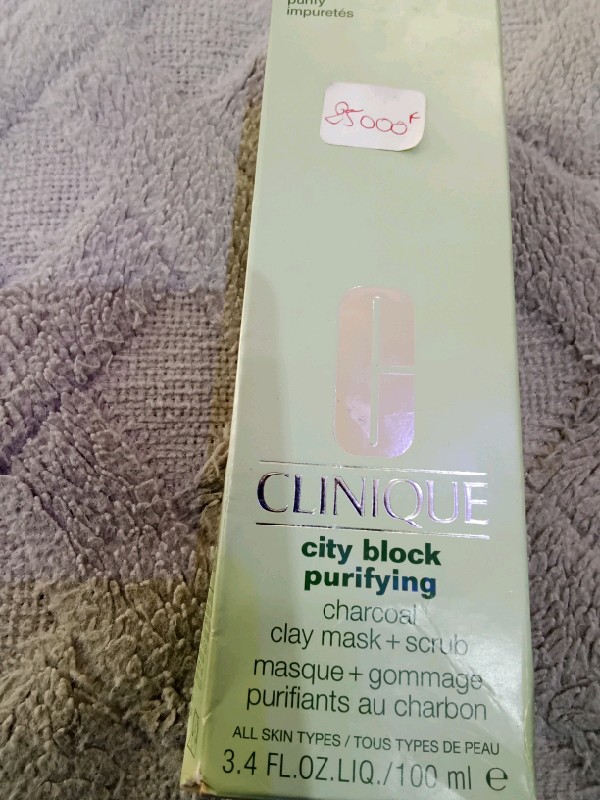 purify
impuretés
25000F
CLINIQUE
city block
purifying
charcoal
clay mask + scrub
masque + gommage
purifiants au charbon
ALL SKIN TYPES / TOUS TYPES DE PEAU
3.4 FL.OZ.LIQ./100 ml e